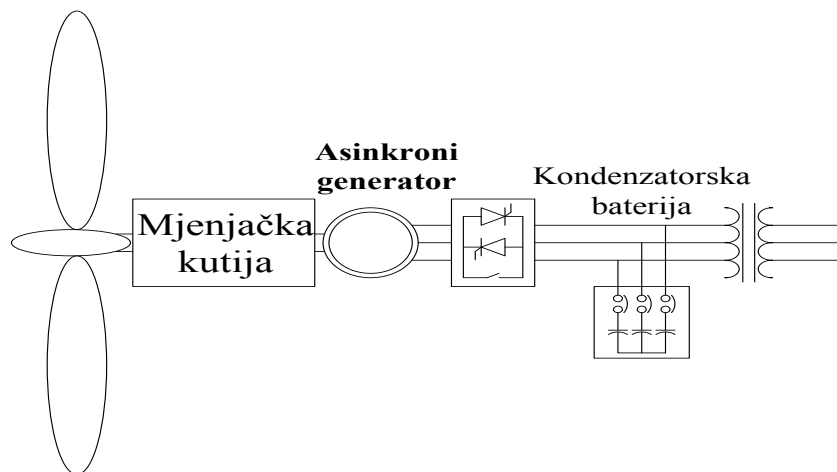 Asinkroni
generator
Kondenzatorska
baterija
Mjenjačka
kutija